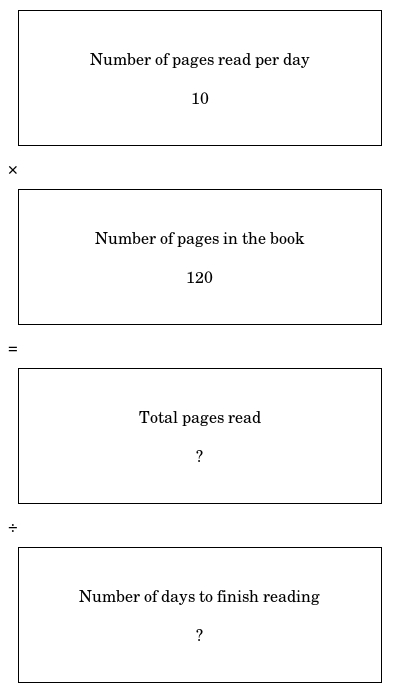 Number of pages read per day
10
×
Number of pages in the book
120
=
Total pages read
?
÷
Number of days to finish reading
?